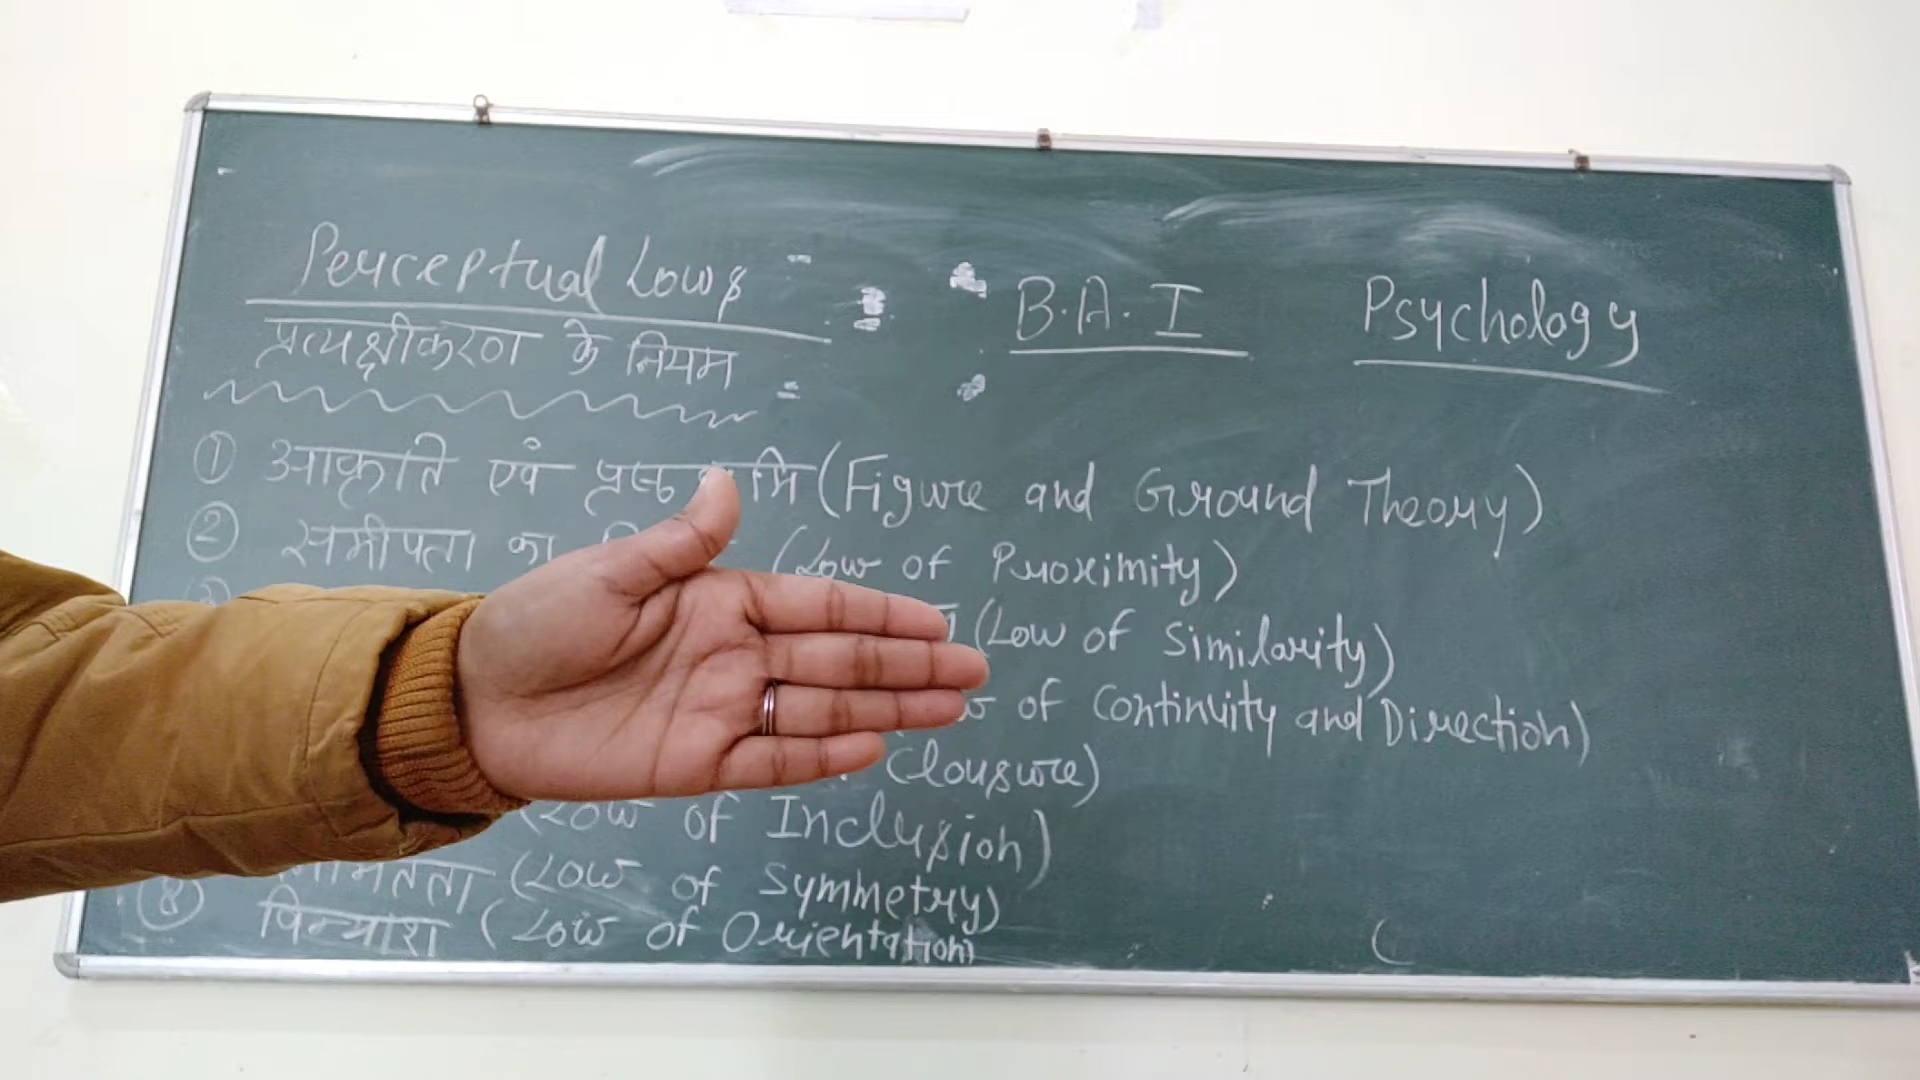 Perceptual Lows
B.A. I
Psychology
प्रत्यक्षीकरण के नियम
① आकृति एवं (Figure and Ground Theory)
② समीपता का (Low of Proximity)
(Low of Similarity)
of Continuity and Direction)
Clousure)
(Low of Inclusion)
(Low of Symmetry)
⑧ विन्याश (Low of Orientation)